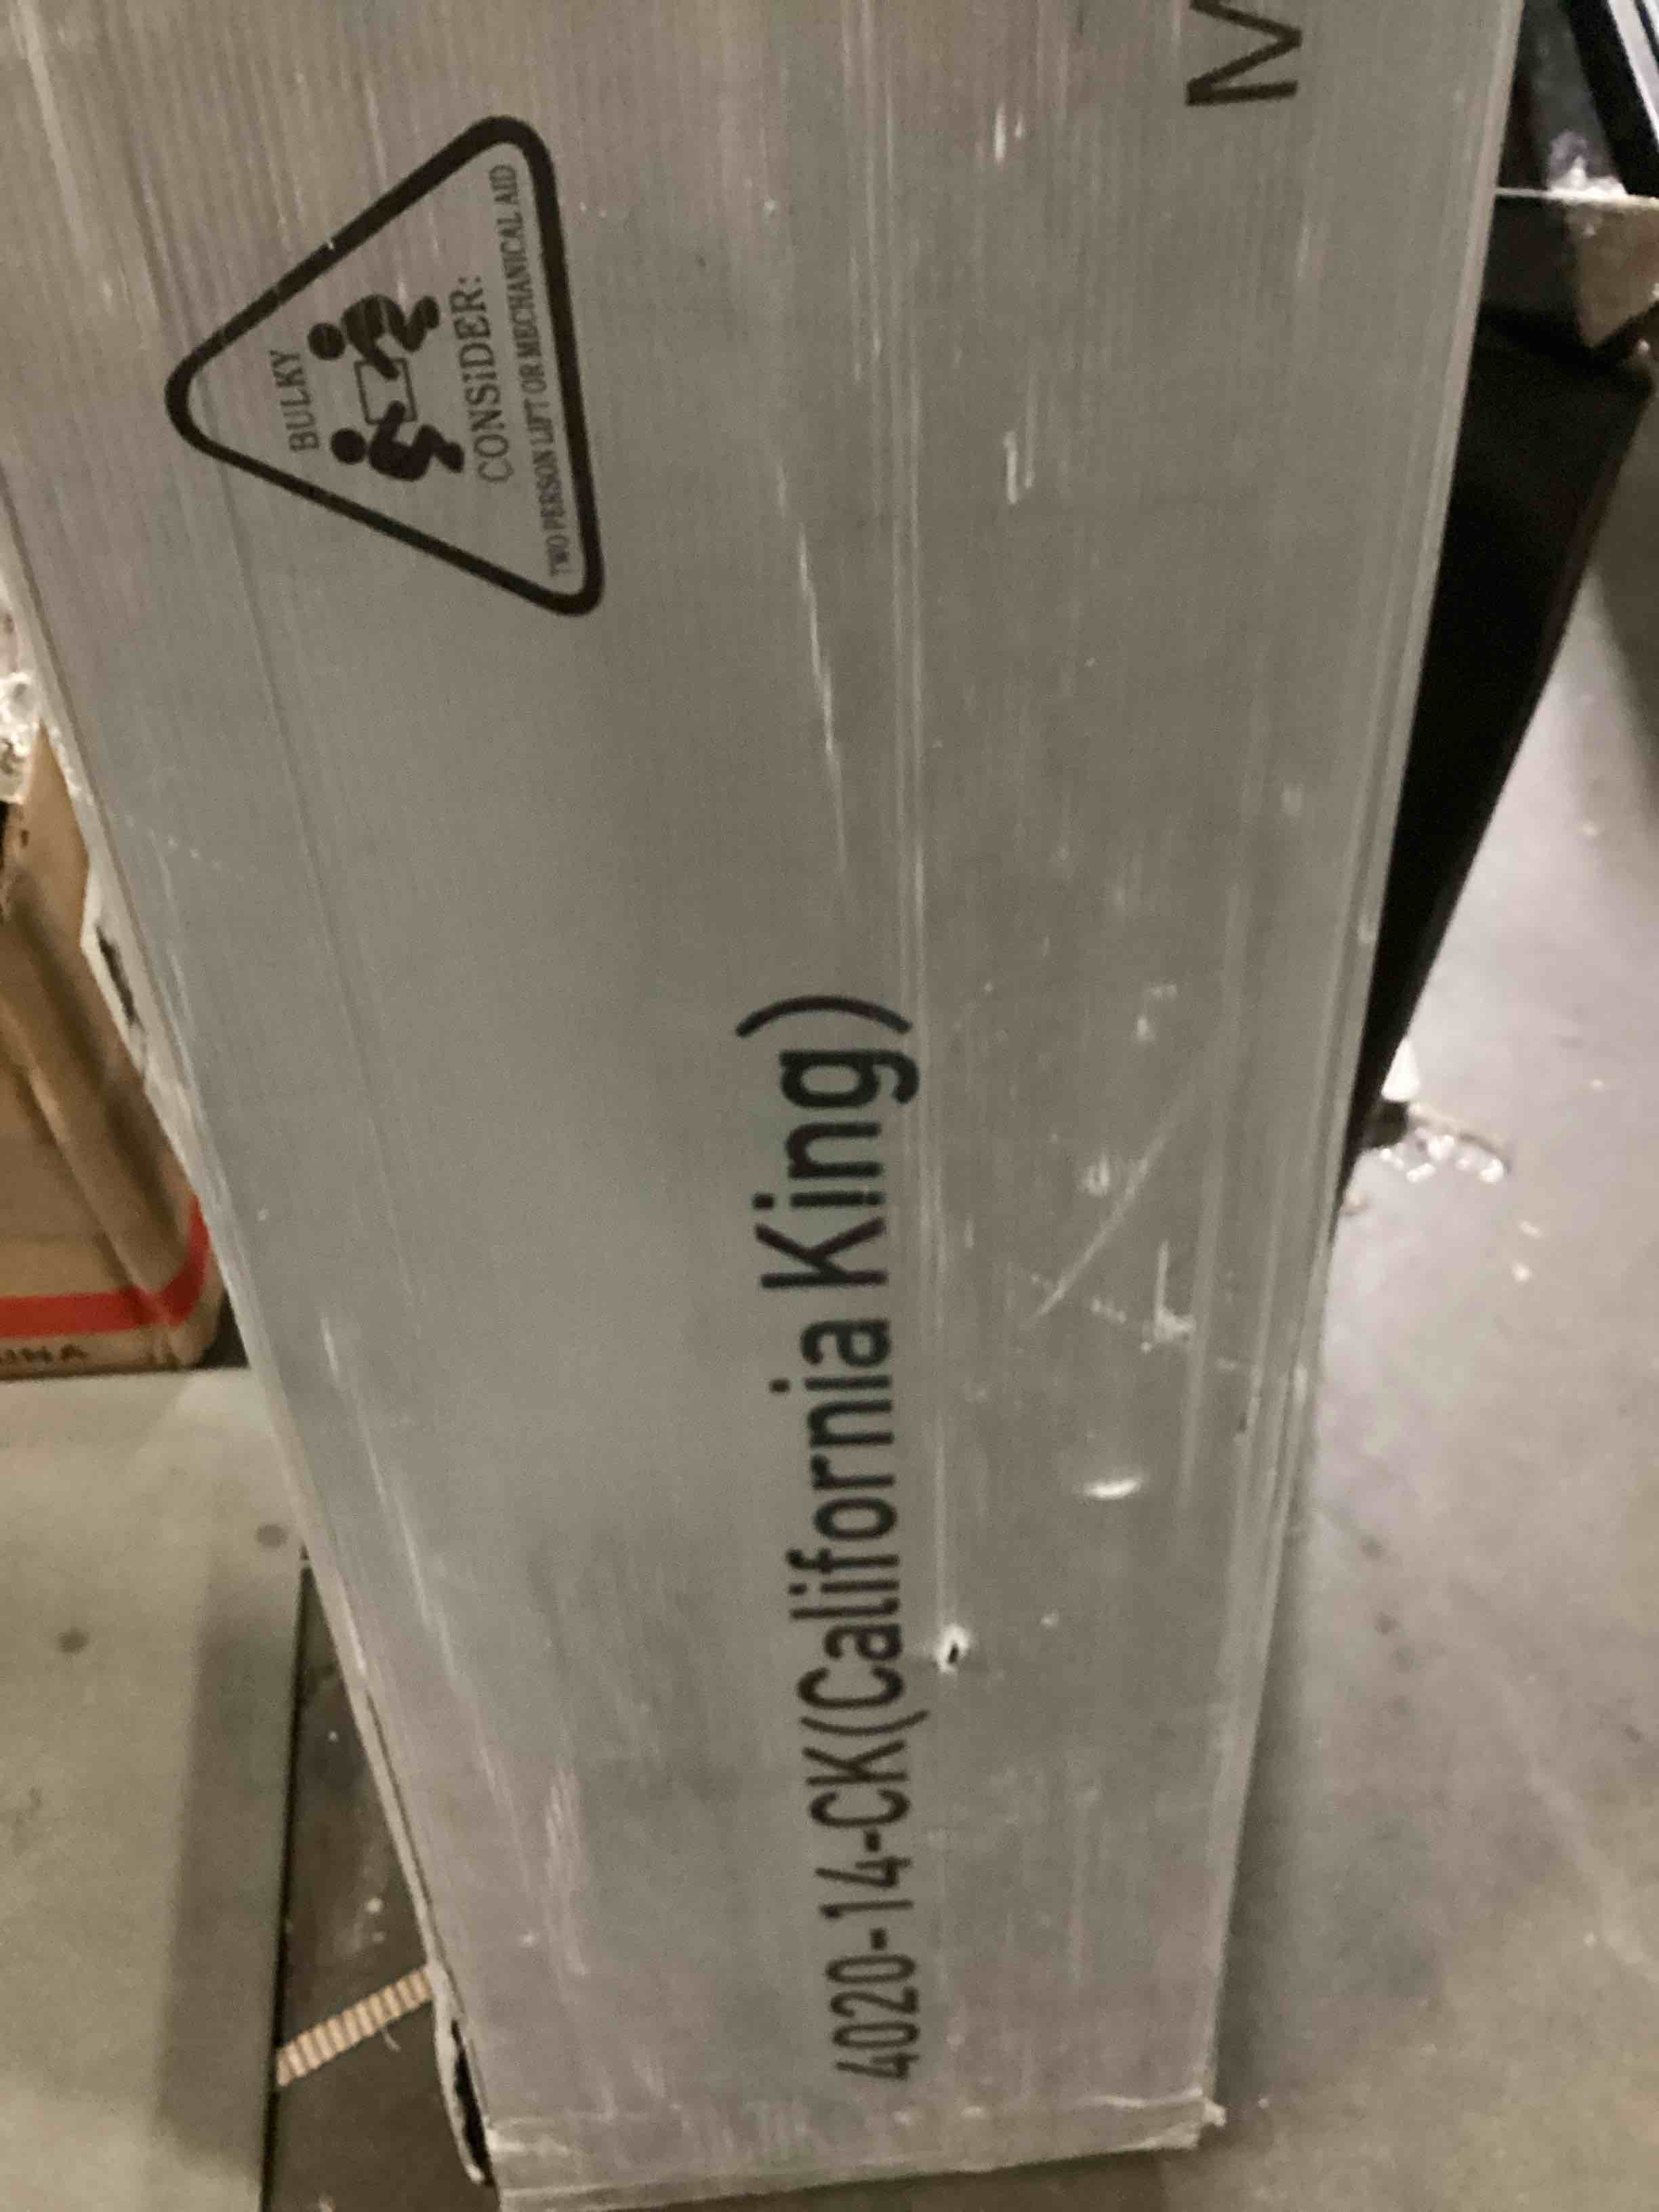 BULKY
CONSIDER:
TWO PERSON LIFT OR MECHANICAL AID
M
4020-14-CK(California King)